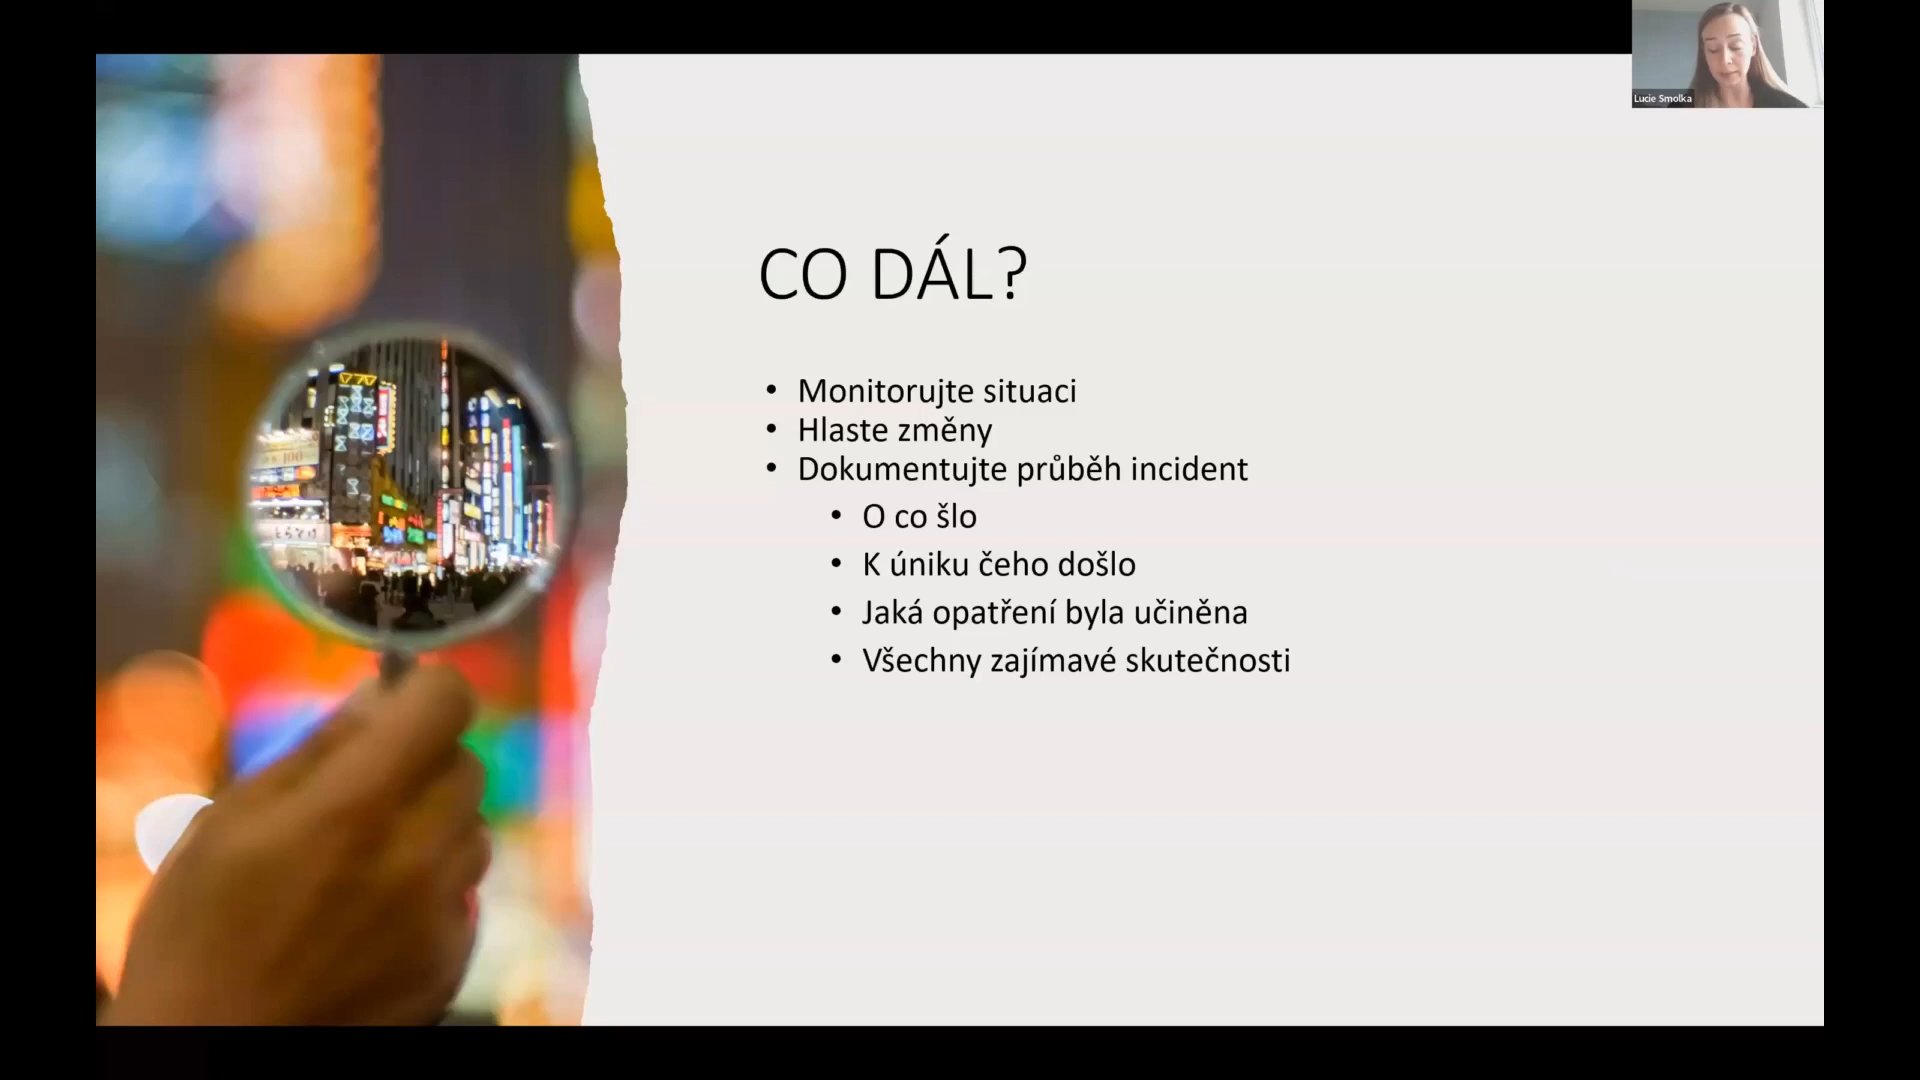 Lucie Smolka
CO DÁL?
• Monitorujte situaci
• Hlaste změny
• Dokumentujte průběh incident
• O co šlo
• K úniku čeho došlo
• Jaká opatření byla učiněna
• Všechny zajímavé skutečnosti